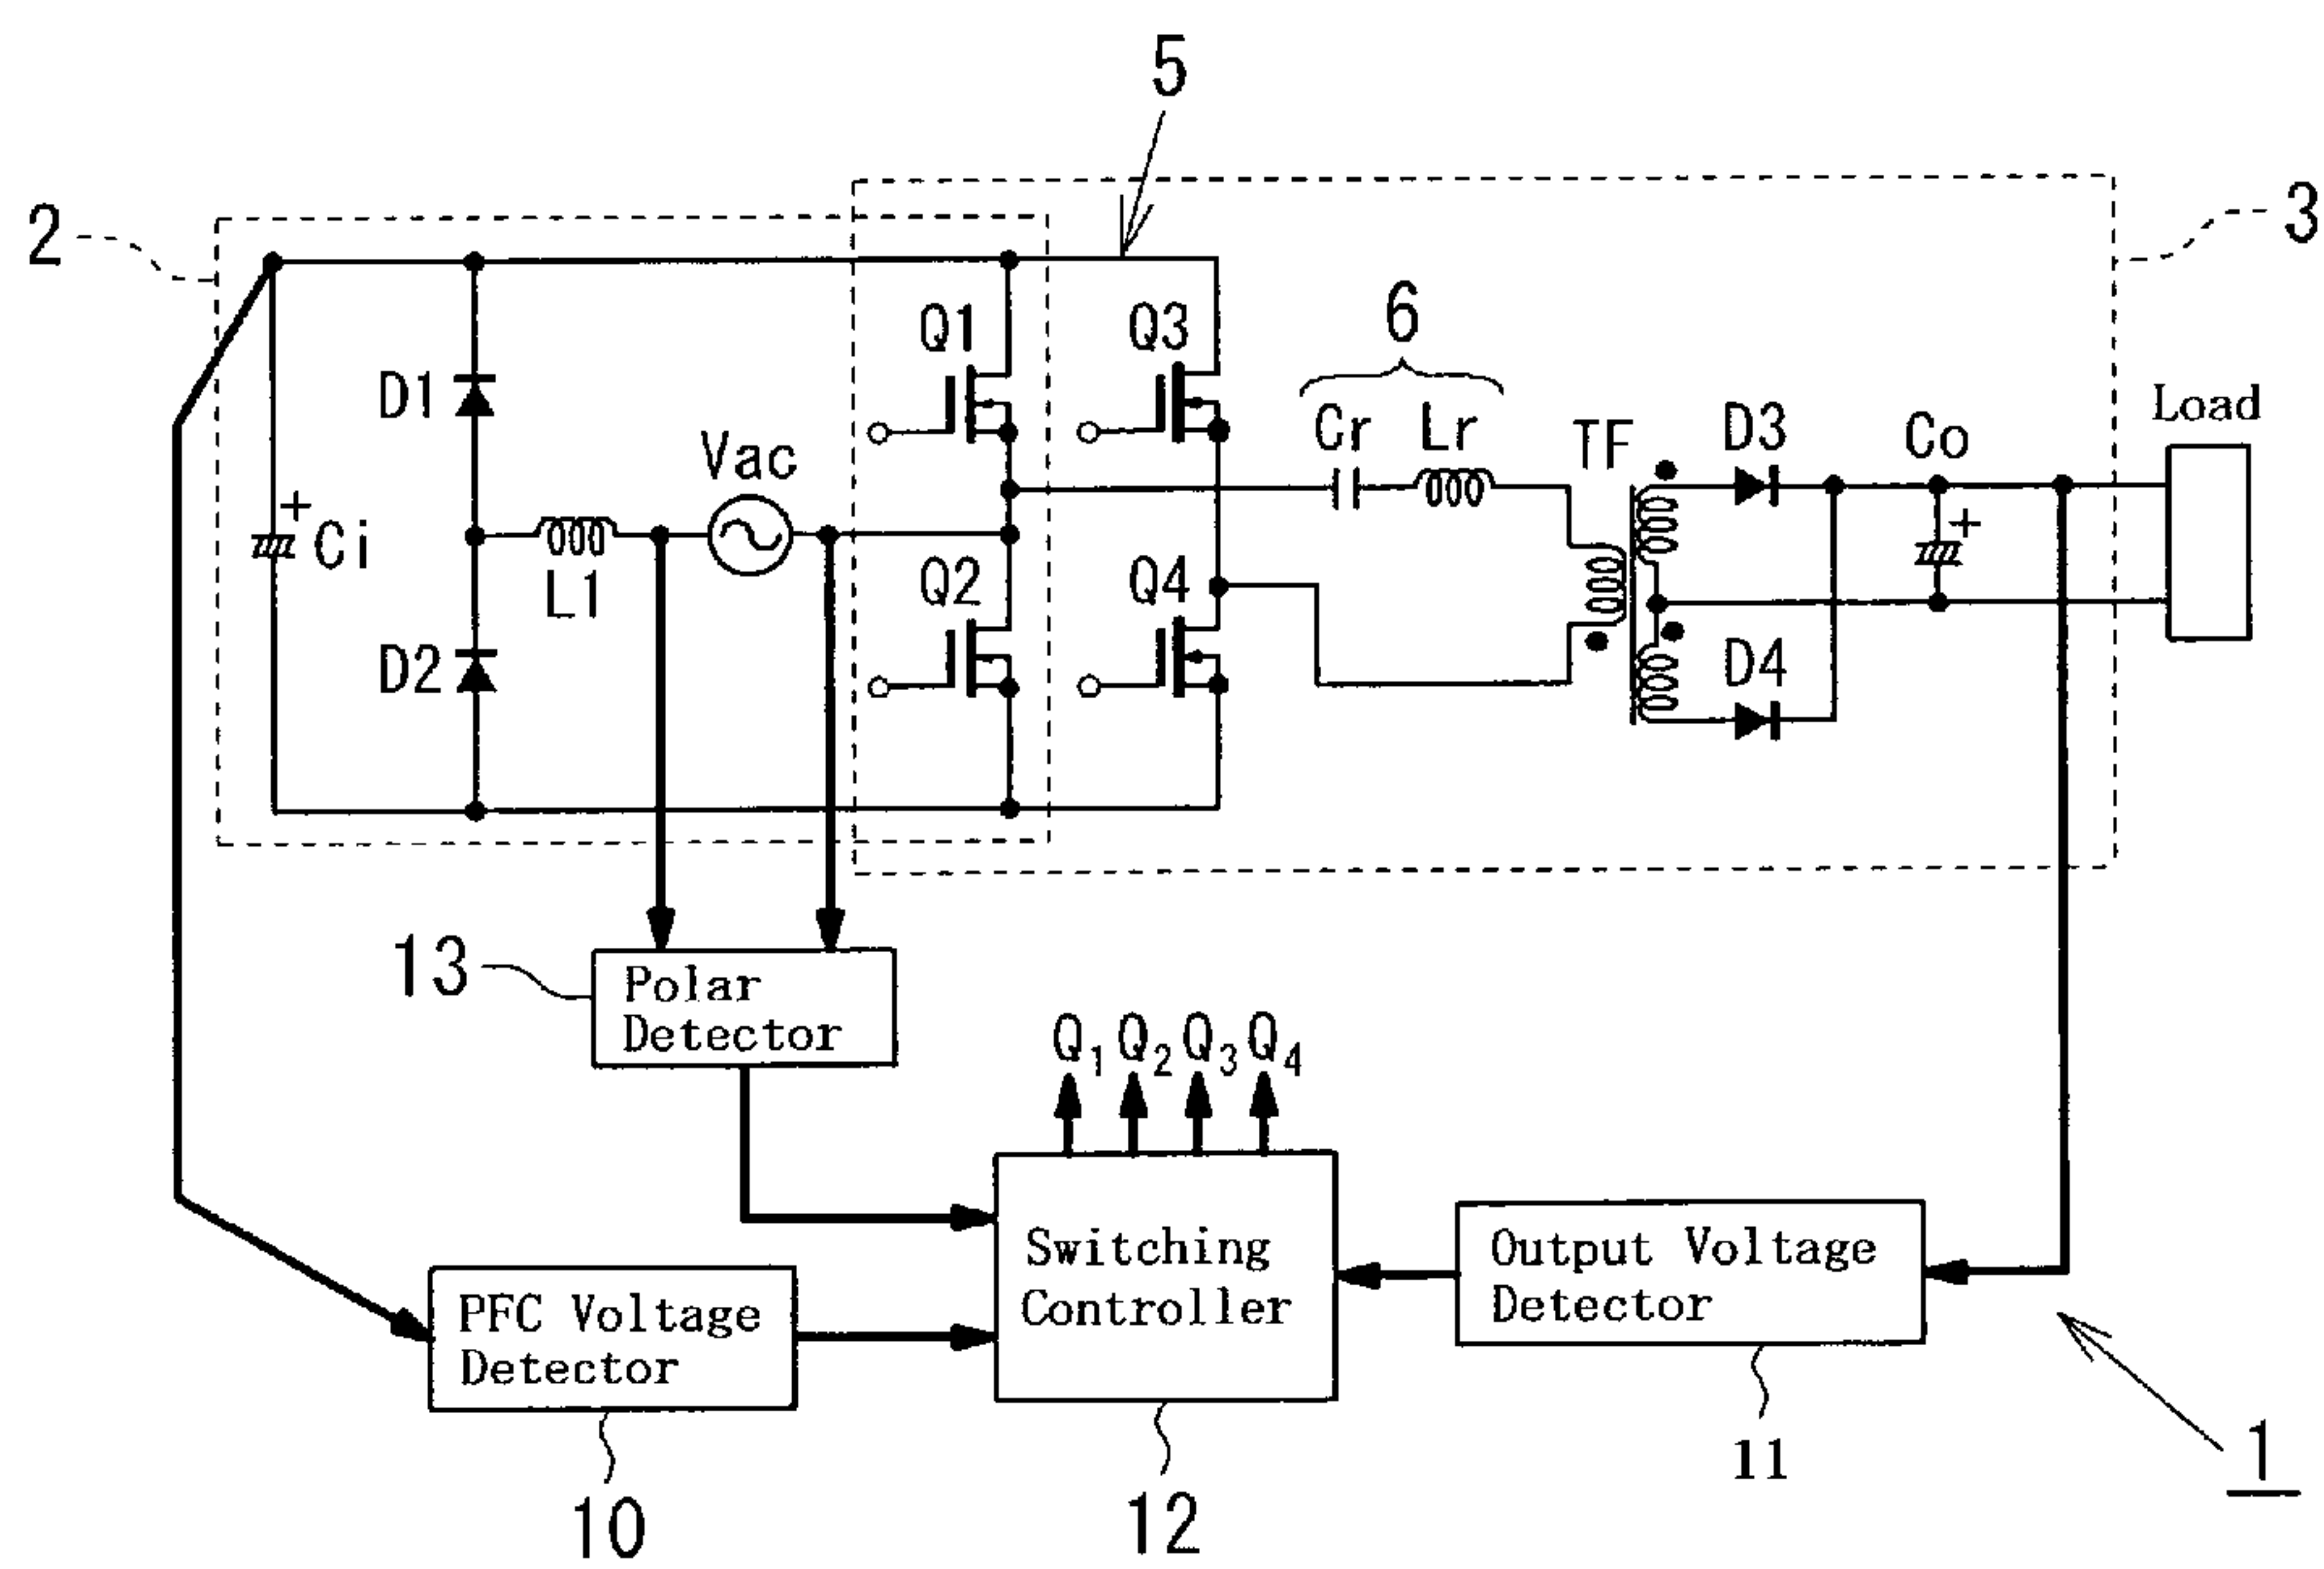 5
2
3
Q1
Q3
6
D1
Cr
Lr
TF
D3
Co
Load
Vac
+
Ci
+
L1
Q2
Q4
D2
D4
13
Polar
Detector
Q1 Q2 Q3 Q4
Switching
Controller
Output Voltage
Detector
PFC Voltage
Detector
11
1
10
12